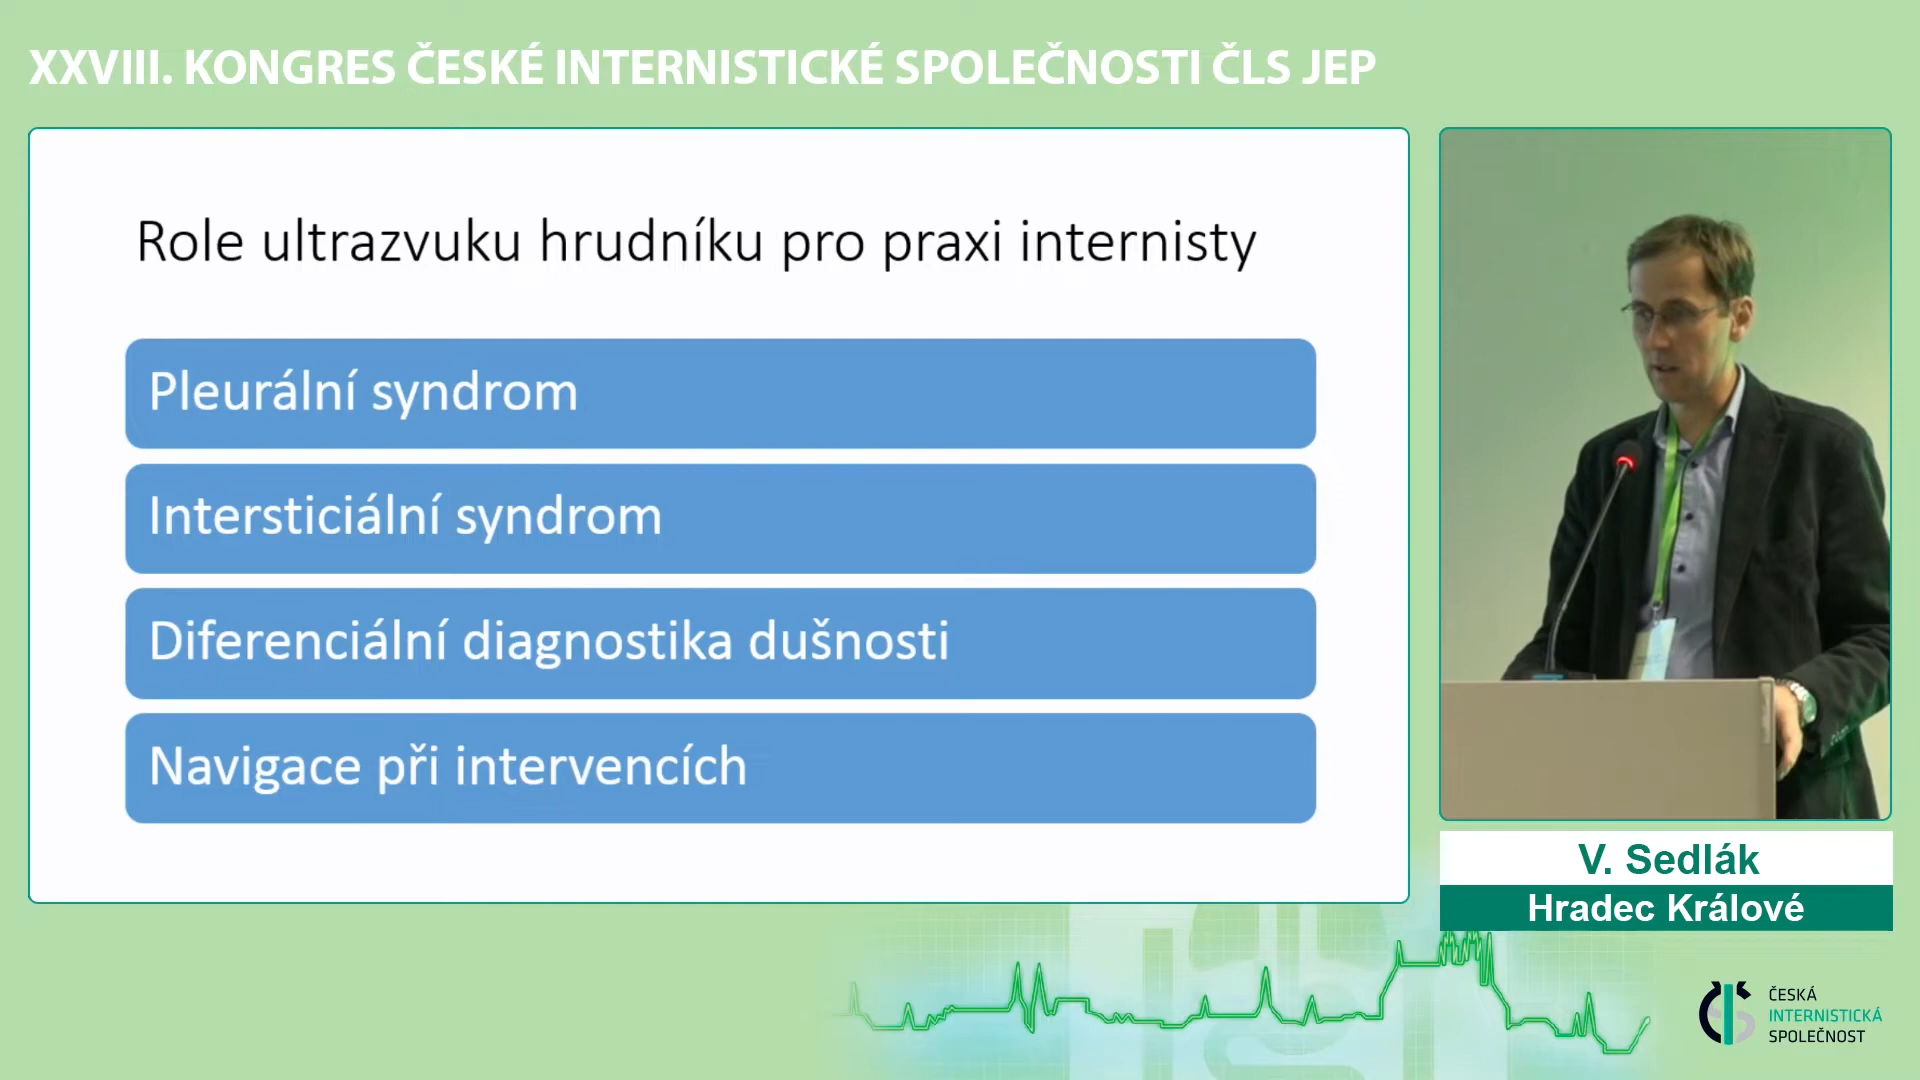 XXVIII. KONGRES ČESKÉ INTERNISTICKÉ SPOLEČNOSTI ČLS JEP
Role ultrazvuku hrudníku pro praxi internisty
Pleurální syndrom
Intersticiální syndrom
Diferenciální diagnostika dušnosti
Navigace při intervencích
V. Sedlák
Hradec Králové
ČESKÁ
INTERNISTICKÁ
SPOLEČNOST